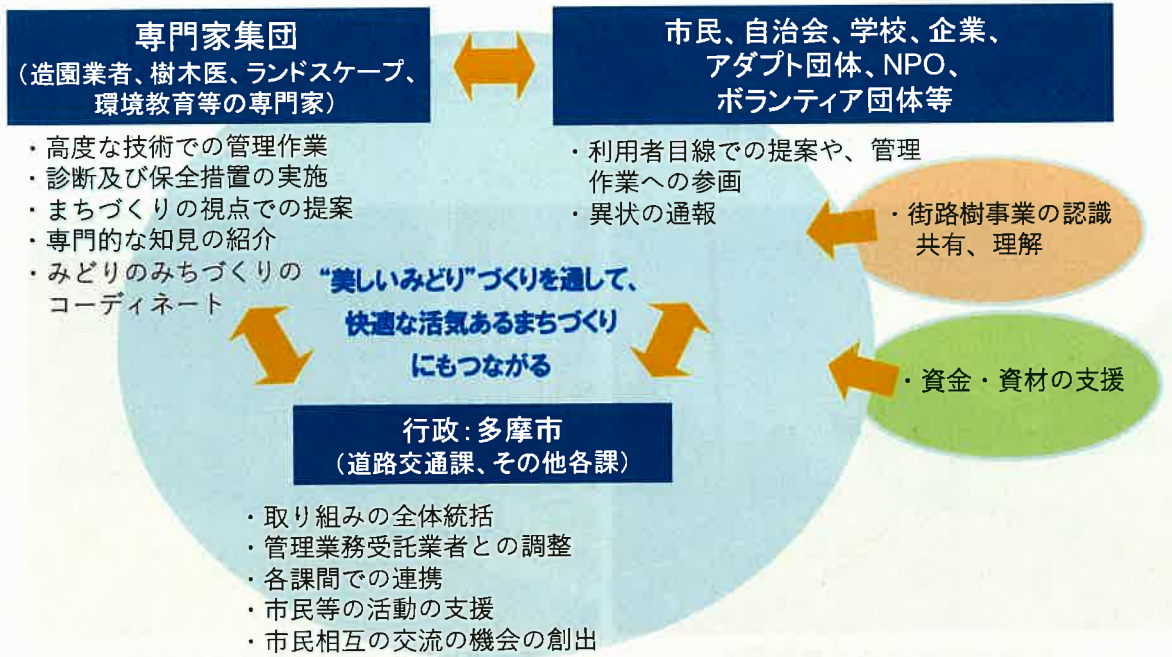 専門家集団
(造園業者、樹木医、ランドスケープ、
環境教育等の専門家)
・高度な技術での管理作業
・診断及び保全措置の実施
・まちづくりの視点での提案
・専門的な知見の紹介
・みどりのみちづくりの
コーディネート
市民、自治会、学校、企業、
アダプト団体、NPO、
ボランティア団体等
・利用者目線での提案や、管理
作業への参画
・異状の通報
・街路樹事業の認識
共有、理解
・資金・資材の支援
“美しいみどり”づくりを通して、
快適な活気あるまちづくり
にもつながる
行政:多摩市
(道路交通課、その他各課)
・取り組みの全体統括
・管理業務受託業者との調整
・各課間での連携
・市民等の活動の支援
・市民相互の交流の機会の創出